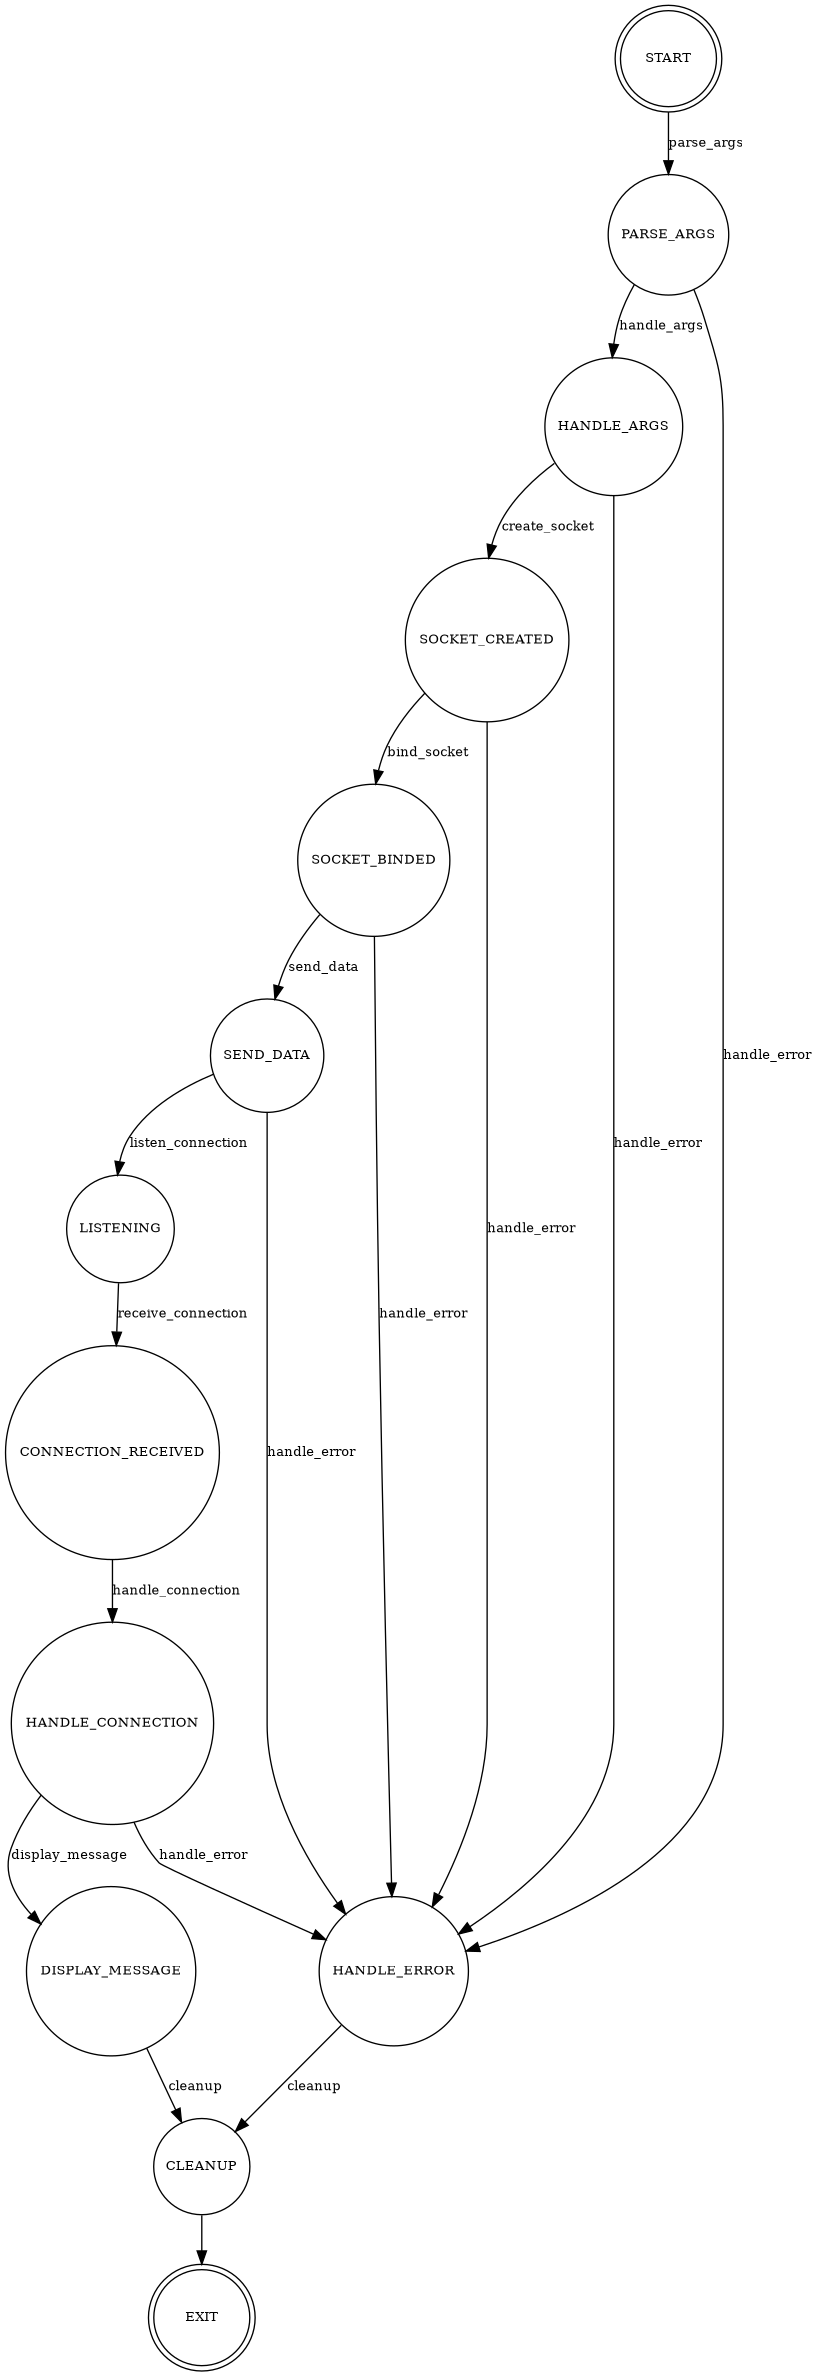 START
parse_args
PARSE_ARGS
handle_args
HANDLE_ARGS
create_socket
SOCKET_CREATED
bind_socket
SOCKET_BINDED
send_data
SEND_DATA
handle_error
listen_connection
handle_error
LISTENING
handle_error
receive_connection
handle_error
CONNECTION_RECEIVED
handle_error
handle_connection
HANDLE_CONNECTION
display_message
handle_error
DISPLAY_MESSAGE
HANDLE_ERROR
cleanup
cleanup
CLEANUP
EXIT